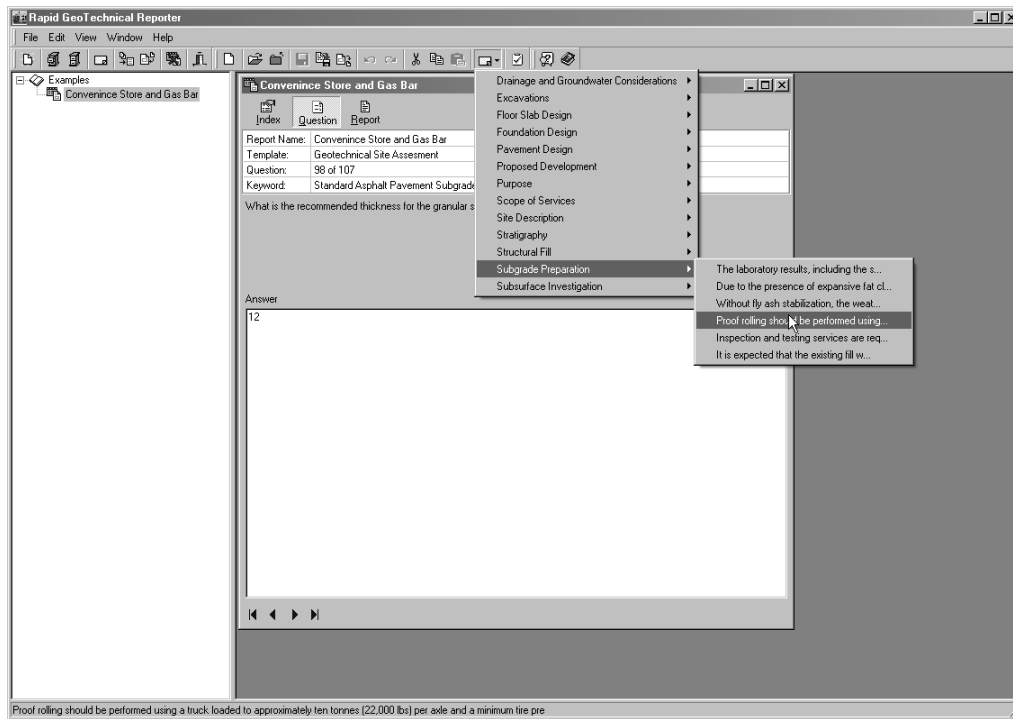 Rapid GeoTechnical Reporter
File Edit View Window Help
Examples
Convenince Store and Gas Bar
Convenince Store and Gas Bar
Index Question Report
Report Name: Convenince Store and Gas Bar
Template: Geotechnical Site Assesment
Question: 98 of 107
Keyword: Standard Asphalt Pavement Subgrade
What is the recommended thickness for the granular s
Answer
12
Drainage and Groundwater Considerations
Excavations
Floor Slab Design
Foundation Design
Pavement Design
Proposed Development
Purpose
Scope of Services
Site Description
Stratigraphy
Structural Fill
Subgrade Preparation
Subsurface Investigation
The laboratory results, including the s...
Due to the presence of expansive fat cl...
Without fly ash stabilization, the weat...
Proof rolling should be performed using...
Inspection and testing services are req...
It is expected that the existing fill w...
Proof rolling should be performed using a truck loaded to approximately ten tonnes (22,000 lbs) per axle and a minimum tire pre